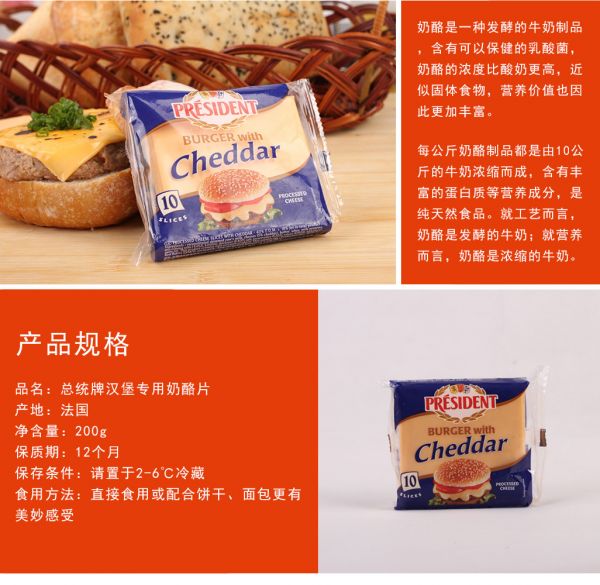 PRÉSIDENT
BURGER with
Cheddar
10
SLICES
PROCESSED
CHEESE
奶酪是一种发酵的牛奶制品
，含有可以保健的乳酸菌，
奶酪的浓度比酸奶更高，近
似固体食物，营养价值也因
此更加丰富。
每公斤奶酪制品都是由10公
斤的牛奶浓缩而成，含有丰
富的蛋白质等营养成分，是
纯天然食品。就工艺而言，
奶酪是发酵的牛奶；就营养
而言，奶酪是浓缩的牛奶。
产品规格
品名：总统牌汉堡专用奶酪片
产地：法国
净含量：200g
保质期：12个月
保存条件：请置于2-6℃冷藏
食用方法：直接食用或配合饼干、面包更有
美妙感受
PRÉSIDENT
BURGER with
Cheddar
10
SLICES
PROCESSED
CHEESE